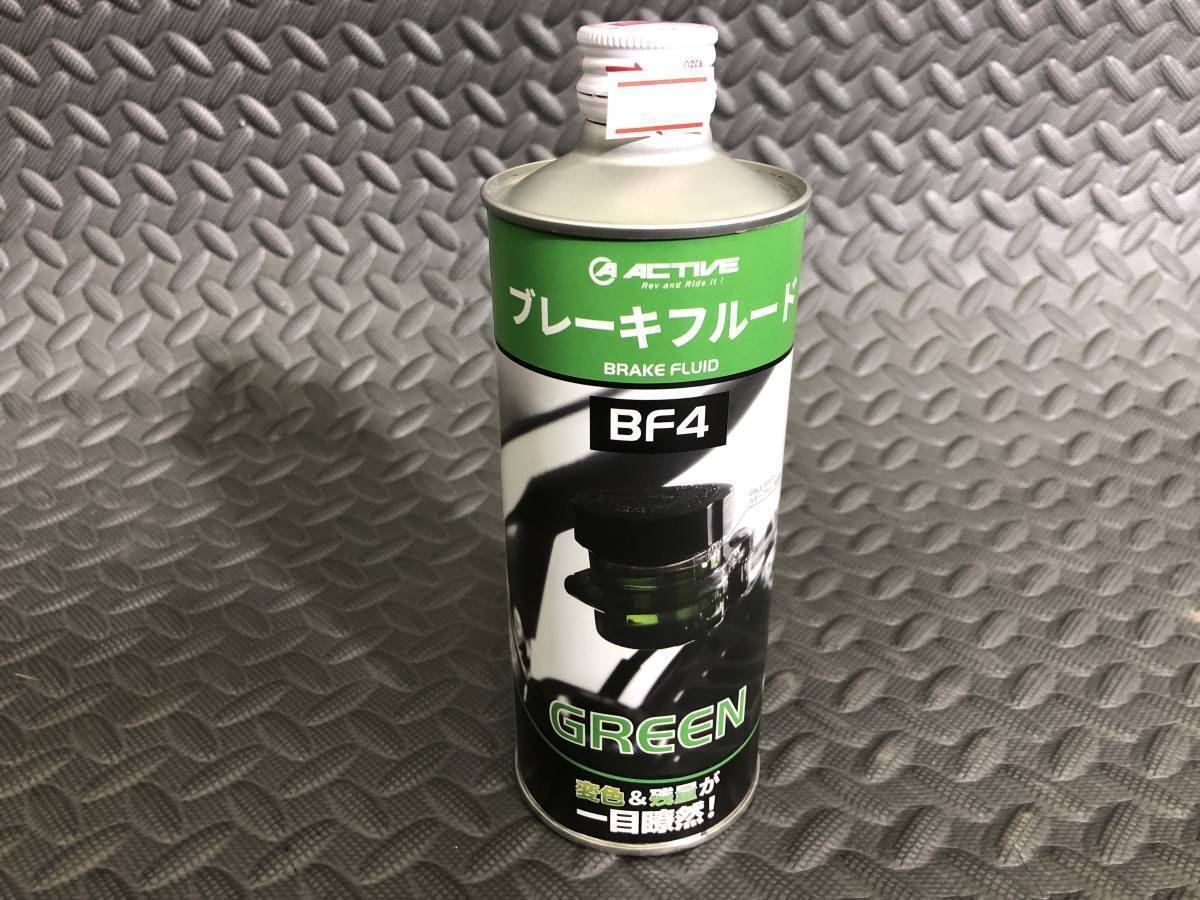 OPEN
ACTIVE
Rev and Ride It!
ブレーキフルード
BRAKE FLUID
BF4
GREEN
変色&残量が
一目瞭然!